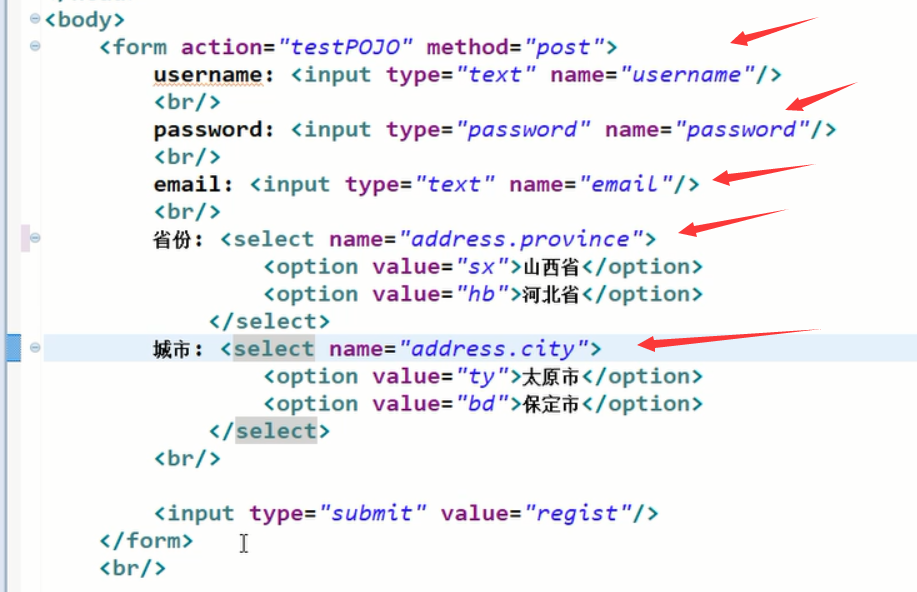 <body>
<form action="testPOJO" method="post">
username: <input type="text" name="username"/>
<br/>
password: <input type="password" name="password"/>
<br/>
email: <input type="text" name="email"/>
<br/>
省份: <select name="address.province">
<option value="sx">山西省</option>
<option value="hb">河北省</option>
</select>
城市: <select name="address.city">
<option value="ty">太原市</option>
<option value="bd">保定市</option>
</select>
<br/>
<input type="submit" value="regist"/>
</form>
<br/>